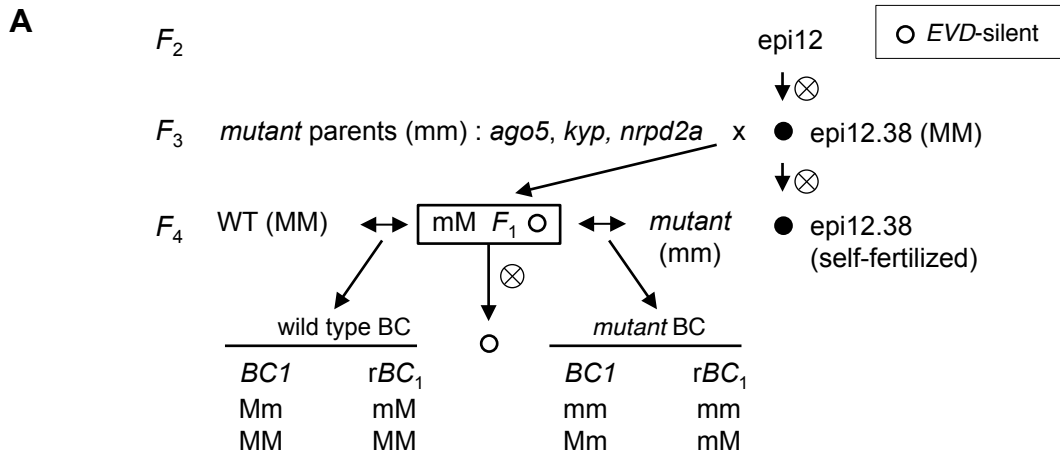 A
F2 epi12 EVD-silent
F3 mutant parents (mm) : ago5, kyp, nrpd2a x epi12.38 (MM)
F4 WT (MM) mM F1 mutant (mm) epi12.38 (self-fertilized)
wild type BC mutant BC
BC1 rBC1 BC1 rBC1
Mm mM mm mm
MM MM Mm mM